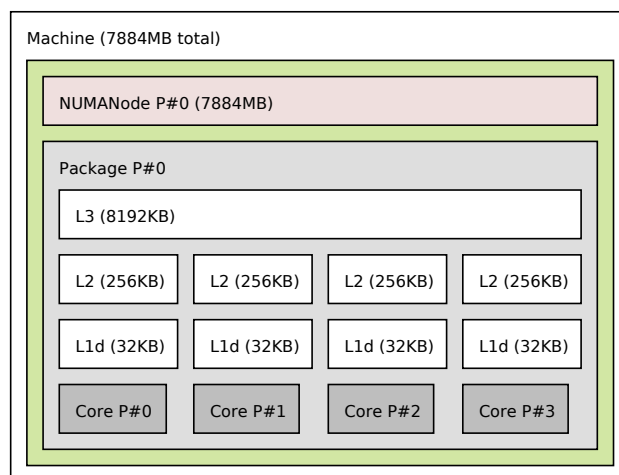 Machine (7884MB total)
NUMANode P#0 (7884MB)
Package P#0
L3 (8192KB)
L2 (256KB) L2 (256KB) L2 (256KB) L2 (256KB)
L1d (32KB) L1d (32KB) L1d (32KB) L1d (32KB)
Core P#0 Core P#1 Core P#2 Core P#3